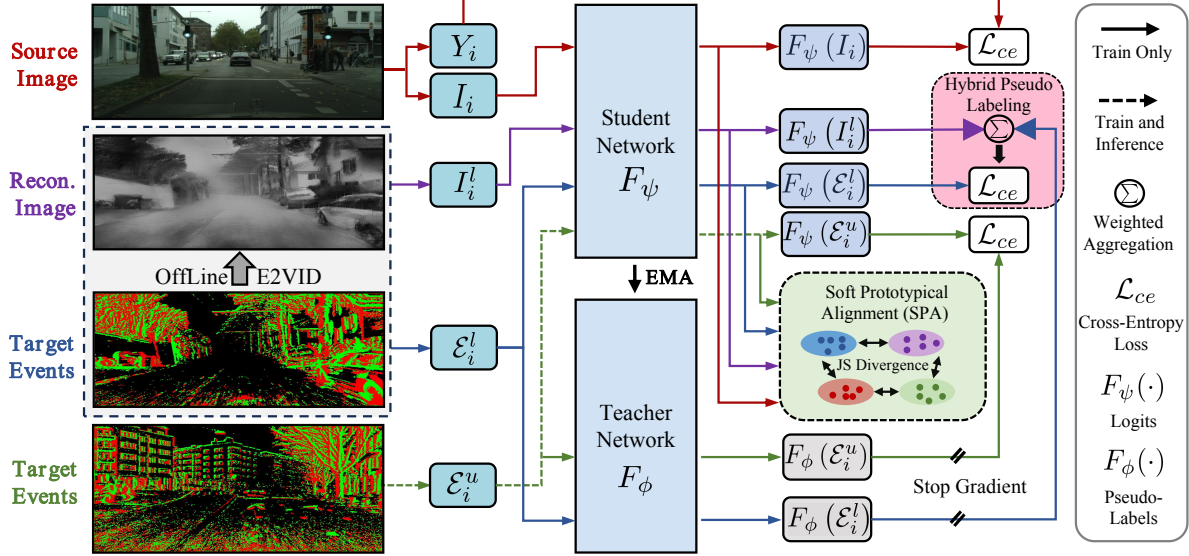 Source
Image
Y_i
I_i
Recon.
Image
I_i^l
OffLine E2VID
Target
Events
ℰ_i^l
Target
Events
ℰ_i^u
Student
Network
F_ψ
EMA
Teacher
Network
F_ϕ
F_ψ (I_i)
F_ψ (I_i^l)
F_ψ (ℰ_i^l)
F_ψ (ℰ_i^u)
ℒ_ce
Hybrid Pseudo
Labeling
Σ
ℒ_ce
ℒ_ce
Soft Prototypical
Alignment (SPA)
JS Divergence
F_ϕ (ℰ_i^u)
Stop Gradient
F_ϕ (ℰ_i^l)
Train Only
Train and
Inference
Σ
Weighted
Aggregation
ℒ_ce
Cross-Entropy
Loss
F_ψ(·)
Logits
F_ϕ(·)
Pseudo-
Labels